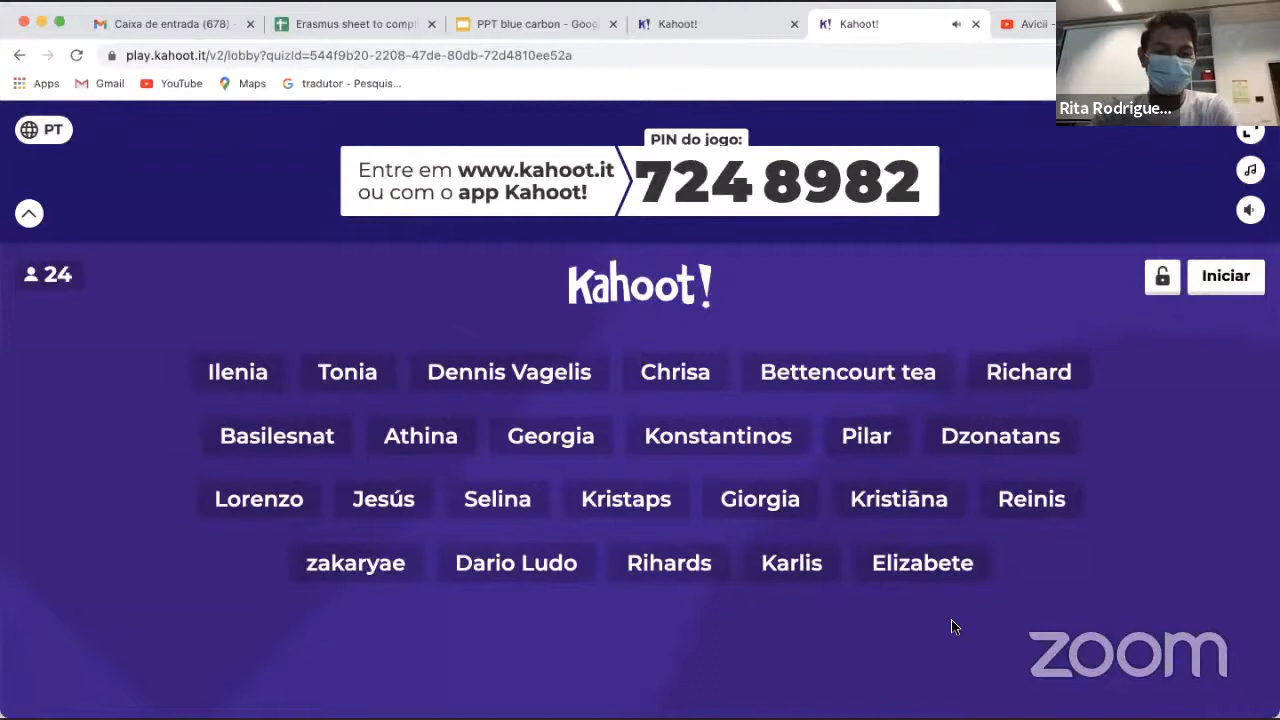 Caixa de entrada (678)
Erasmus sheet to compl
PPT blue carbon - Goog
Kahoot!
Kahoot!
Avicii -
play.kahoot.it/v2/lobby?quizId=544f9b20-2208-47de-80db-72d4810ee52a
Apps Gmail YouTube Maps tradutor - Pesquis...
Rita Rodrigue...
PT
PIN do jogo:
Entre em www.kahoot.it
ou com o app Kahoot!
724 8982
24
Kahoot!
Iniciar
Ilenia Tonia Dennis Vagelis Chrisa Bettencourt tea Richard
Basilesnat Athina Georgia Konstantinos Pilar Dzonatans
Lorenzo Jesús Selina Kristaps Giorgia Kristiāna Reinis
zakaryae Dario Ludo Rihards Karlis Elizabete
zoom